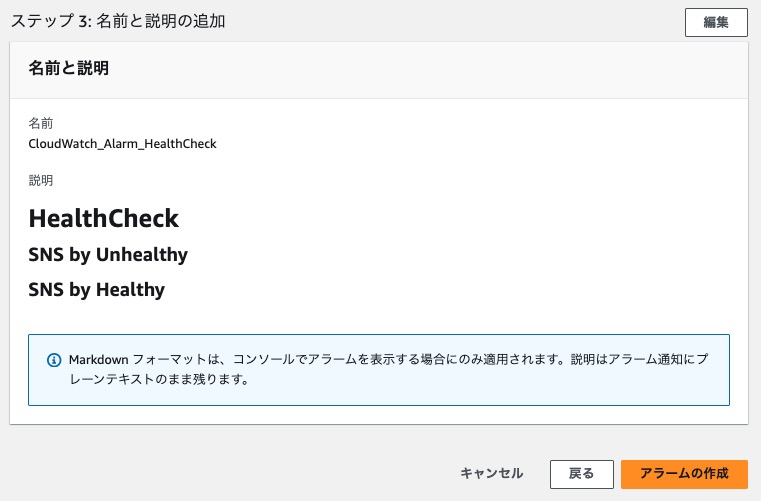 ステップ 3: 名前と説明の追加
編集
名前と説明
名前
CloudWatch_Alarm_HealthCheck
説明
HealthCheck
SNS by Unhealthy
SNS by Healthy
Markdown フォーマットは、コンソールでアラームを表示する場合にのみ適用されます。説明はアラーム通知にプ
レーンテキストのまま残ります。
キャンセル
戻る
アラームの作成